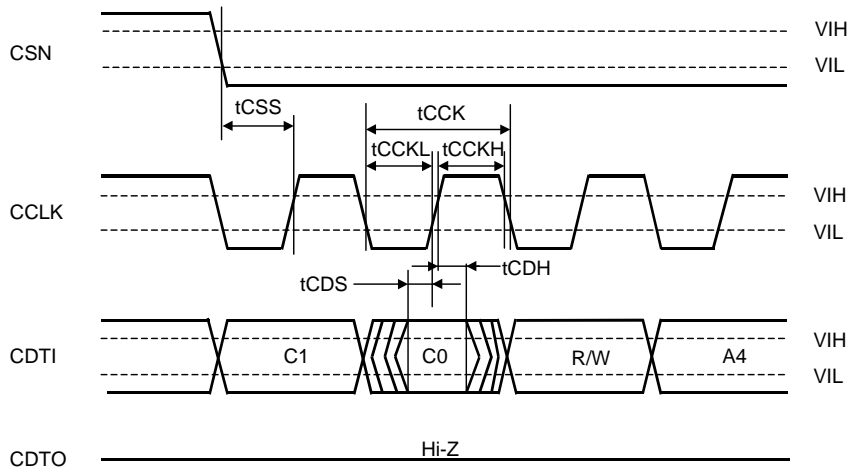 CSN
VIH
VIL
tCSS
tCCK
tCCKL
tCCKH
CCLK
VIH
VIL
tCDS
tCDH
CDTI
C1
C0
R/W
A4
VIH
VIL
CDTO
Hi-Z